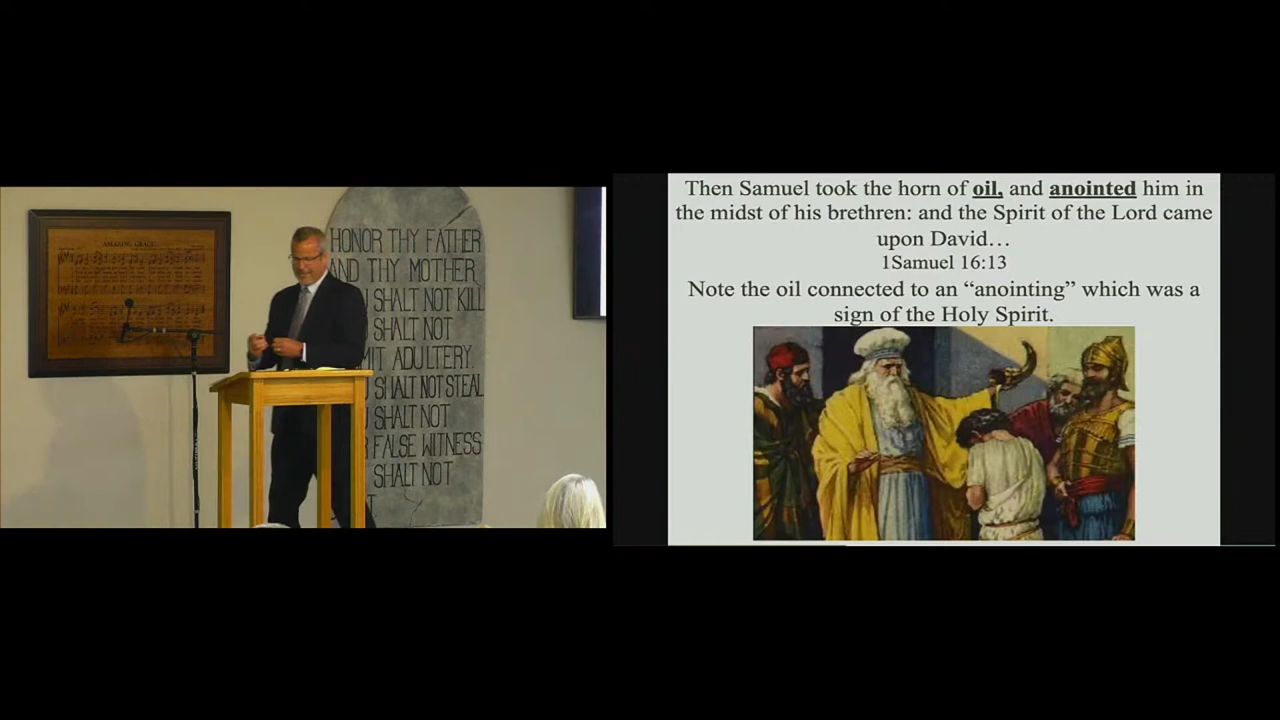 AMAZING GRACE
HONOR THY FATHER
AND THY MOTHER
SHALT NOT KILL
SHALT NOT
MIT ADULTERY.
SHALT NOT STEAL
SHALT NOT
FALSE WITNESS
SHALT NOT
Then Samuel took the horn of oil, and anointed him in
the midst of his brethren: and the Spirit of the Lord came
upon David…
1Samuel 16:13
Note the oil connected to an “anointing” which was a
sign of the Holy Spirit.